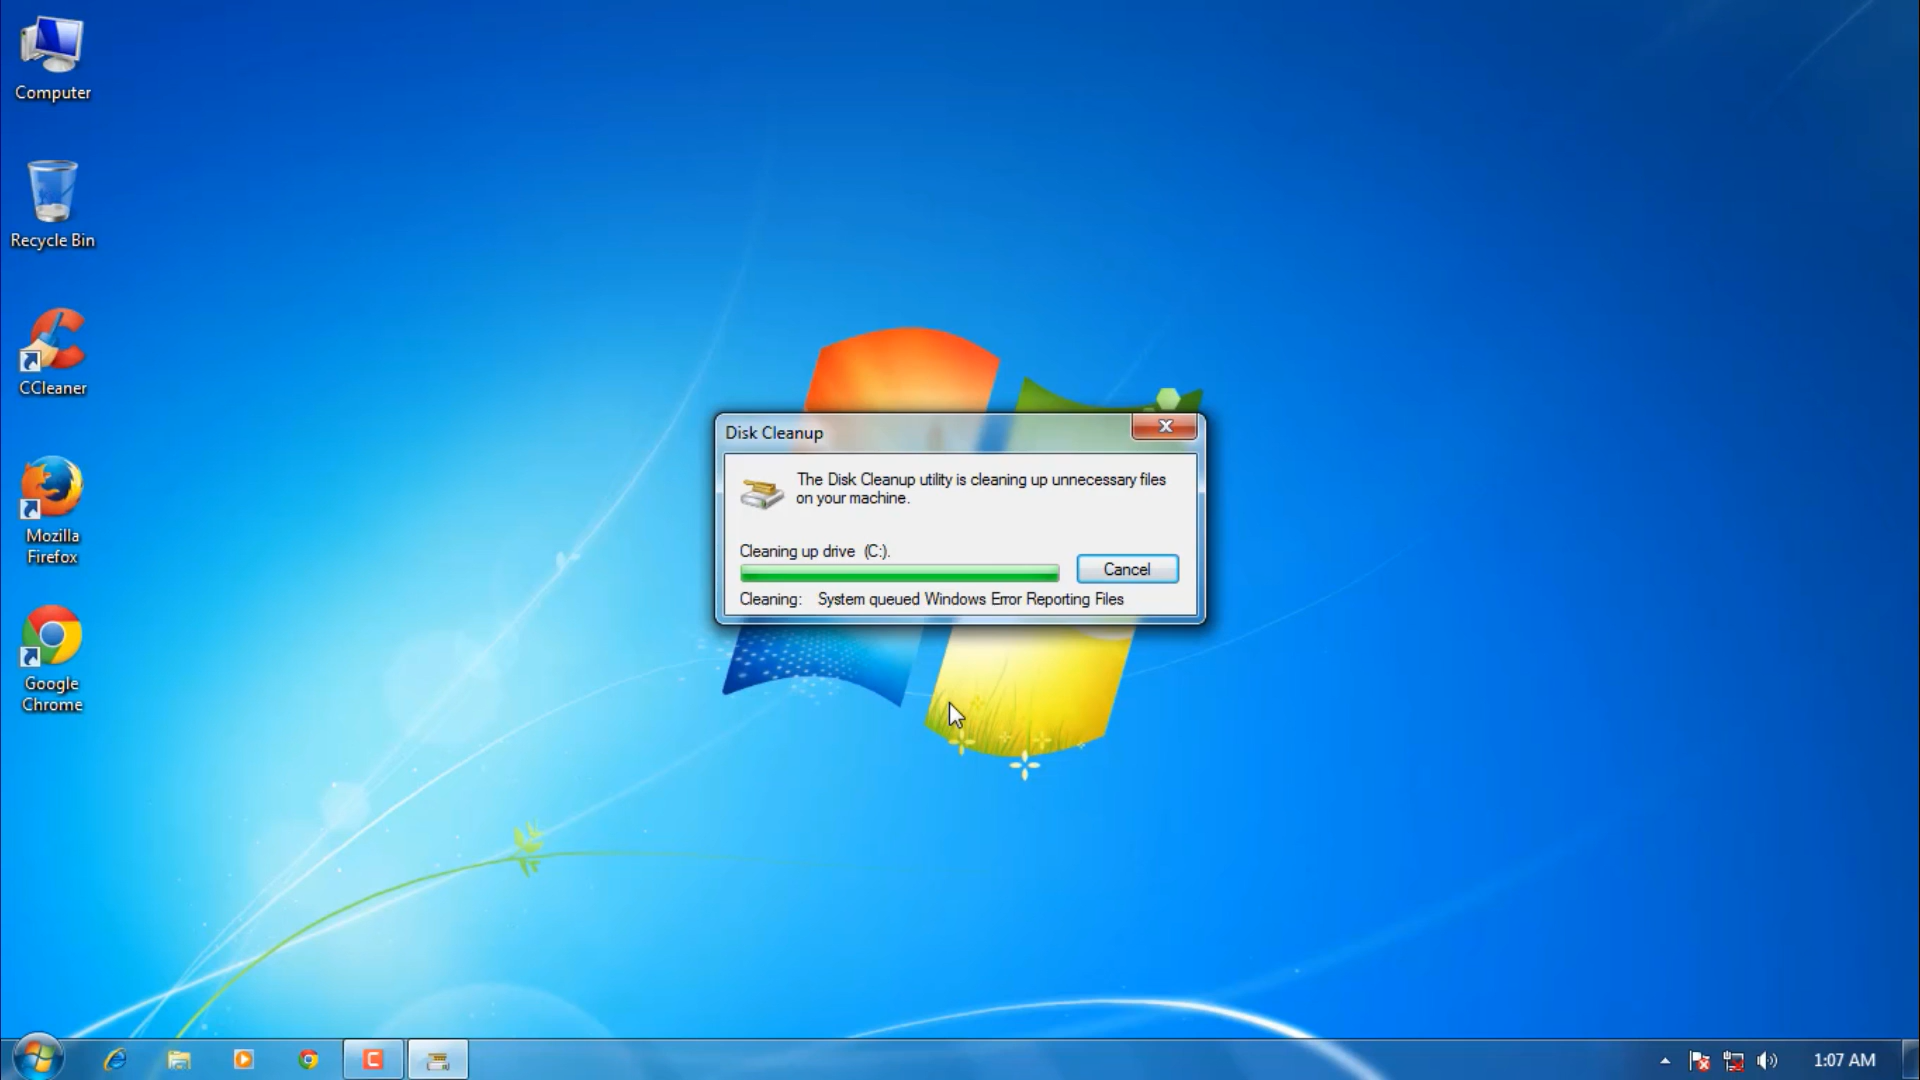 Computer
Recycle Bin
CCleaner
Mozilla
Firefox
Google
Chrome
Disk Cleanup
The Disk Cleanup utility is cleaning up unnecessary files
on your machine.
Cleaning up drive (C:).
Cancel
Cleaning: System queued Windows Error Reporting Files
1:07 AM